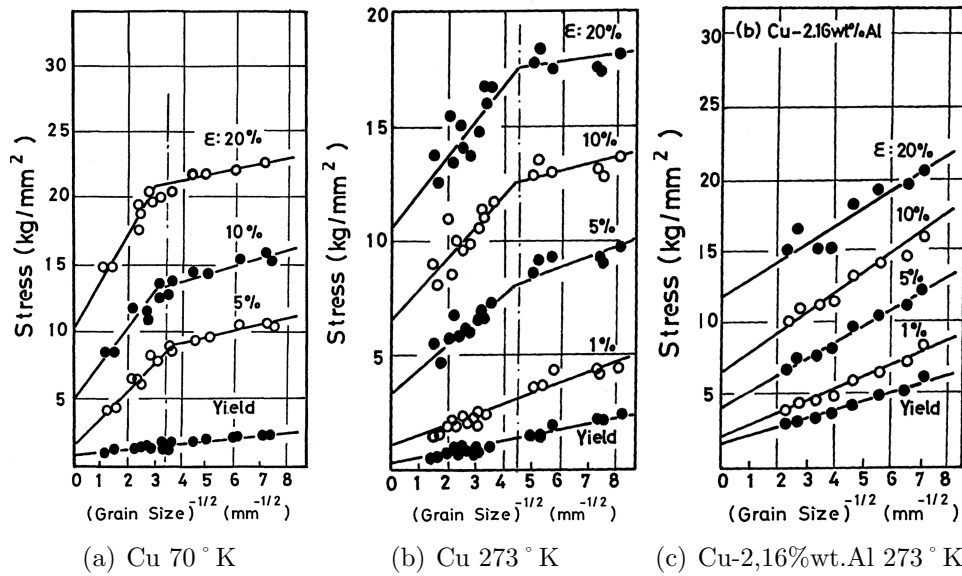 20
15
10
5
Stress (kg/mm²)
30
25
20
15
10
5
Stress (kg/mm²)
(b) Cu-2.16wt%Al
30
25
20
15
10
5
Stress (kg/mm²)
ε: 20%
10%
5%
Yield
ε: 20%
10%
5%
1%
Yield
ε: 20%
10%
5%
1%
Yield
0 1 2 3 4 5 6 7 8
0 1 2 3 4 5 6 7 8
0 1 2 3 4 5 6 7 8
(Grain Size)^-1/2 (mm^-1/2)
(Grain Size)^-1/2 (mm^-1/2)
(Grain Size)^-1/2 (mm^-1/2)
(a) Cu 70 ° K
(b) Cu 273 ° K
(c) Cu-2,16%wt.Al 273 ° K